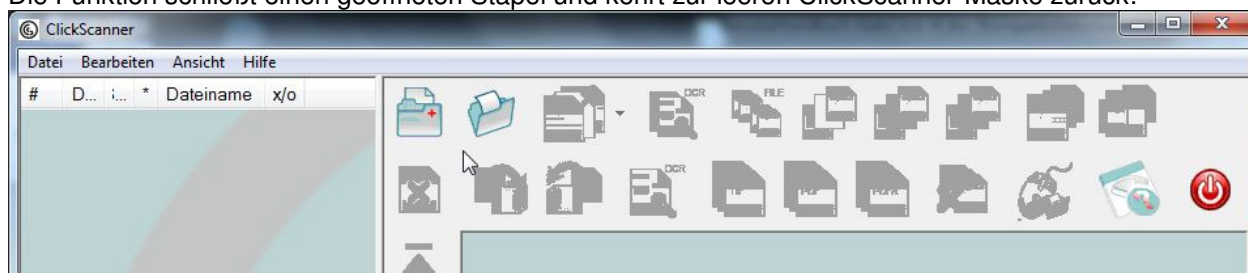 Die Funktion schließt einen geöffneten Stapel und kehrt zur leeren ClickScanner-Maske zurück.
ClickScanner
Datei Bearbeiten Ansicht Hilfe
# D... :... * Dateiname x/o
OCR FILE
OCR